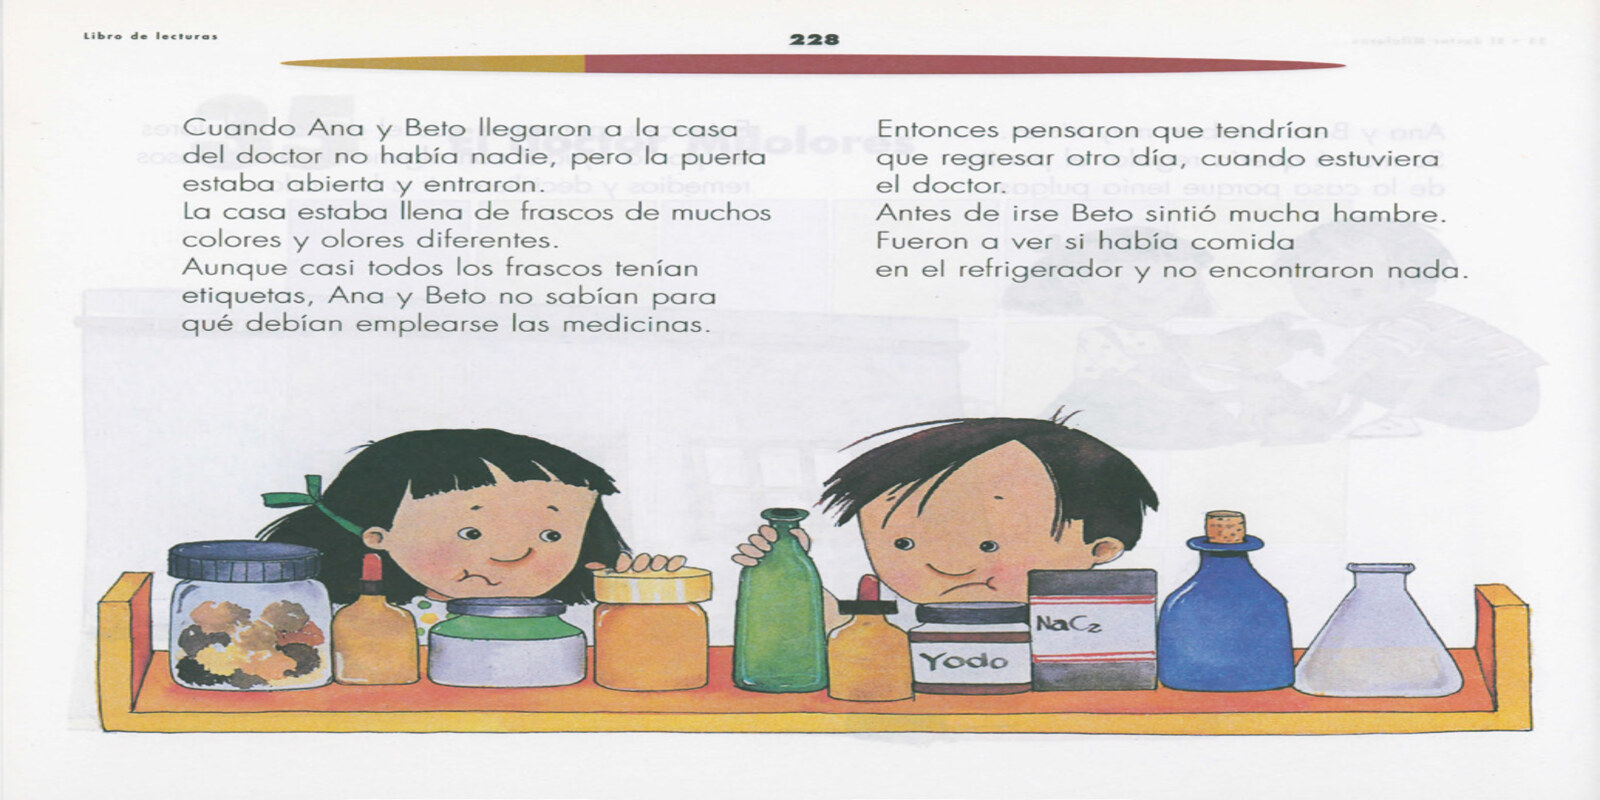 Libro de lecturas
228
Cuando Ana y Beto llegaron a la casa
del doctor no había nadie, pero la puerta
estaba abierta y entraron.
La casa estaba llena de frascos de muchos
colores y olores diferentes.
Aunque casi todos los frascos tenían
etiquetas, Ana y Beto no sabían para
qué debían emplearse las medicinas.
Entonces pensaron que tendrían
que regresar otro día, cuando estuviera
el doctor.
Antes de irse Beto sintió mucha hambre.
Fueron a ver si había comida
en el refrigerador y no encontraron nada.
NaC2
Yodo